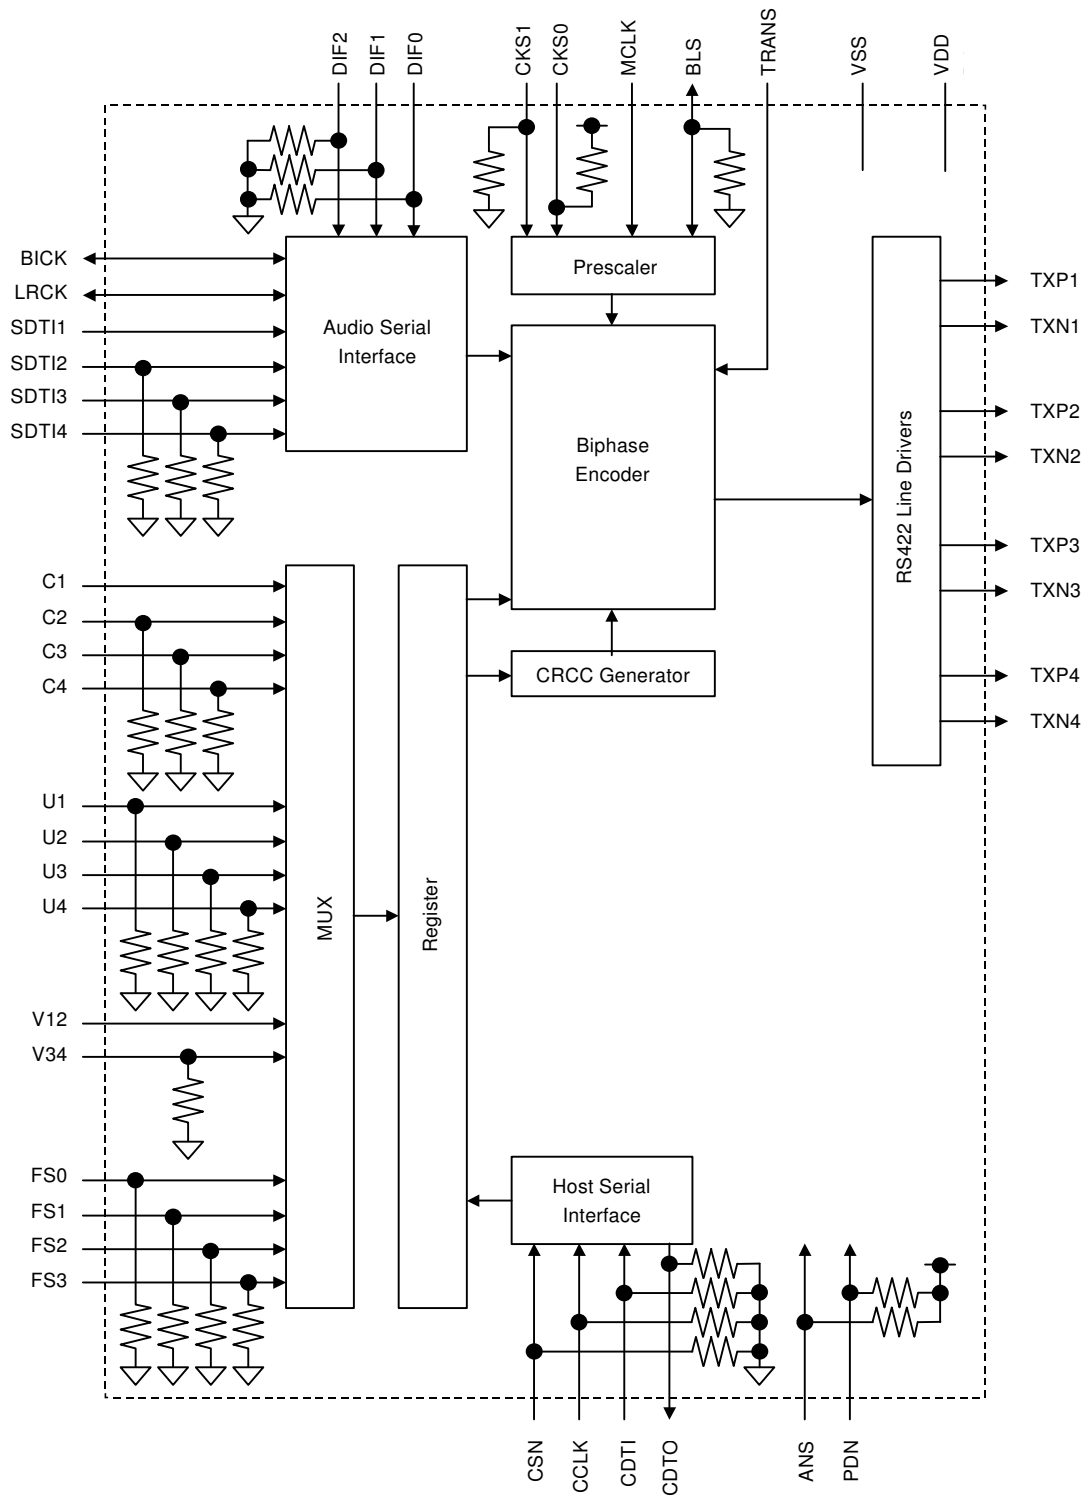 DIF2
DIF1
DIF0
CKS1
CKS0
MCLK
BLS
TRANS
VSS
VDD
BICK
LRCK
SDTI1
SDTI2
SDTI3
SDTI4
Audio Serial
Interface
Prescaler
Biphase
Encoder
RS422 Line Drivers
TXP1
TXN1
TXP2
TXN2
TXP3
TXN3
TXP4
TXN4
C1
C2
C3
C4
CRCC Generator
U1
U2
U3
U4
MUX
Register
V12
V34
FS0
FS1
FS2
FS3
Host Serial
Interface
CSN
CCLK
CDTI
CDTO
ANS
PDN